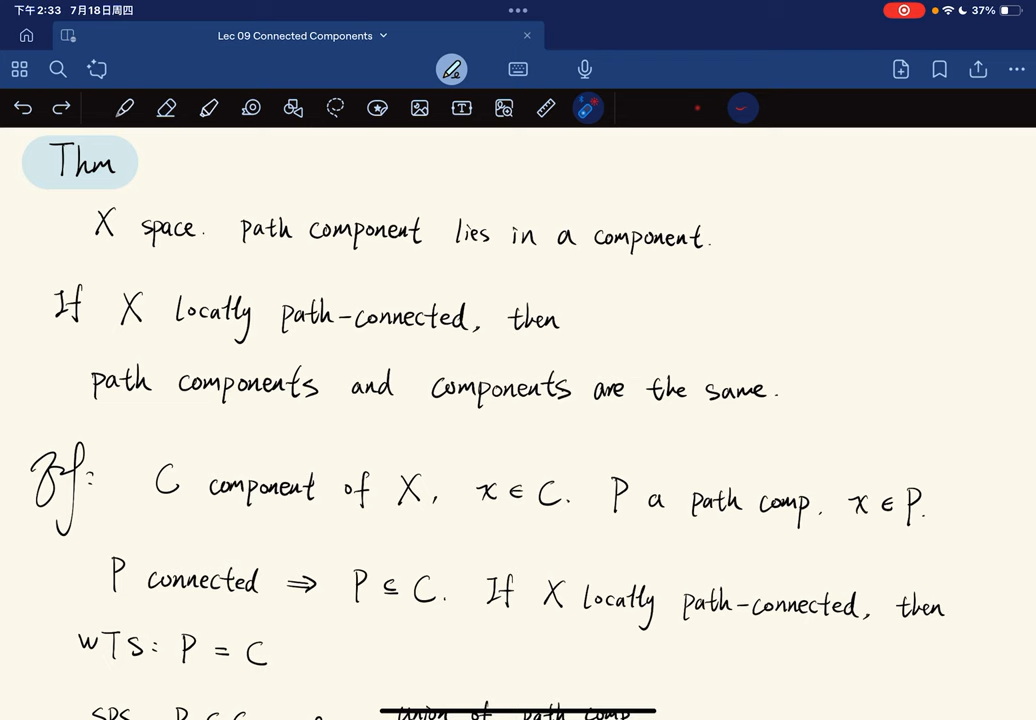 下午 2:33 7月18日周四
37%
Lec 09 Connected Components
Thm
X space. path component lies in a component.
If X locally path-connected, then
path components and components are the same.
Pf: C component of X, x ∈ C. P a path comp, x ∈ P.
P connected ⇒ P ⊆ C. If X locally path-connected, then
WTS: P = C